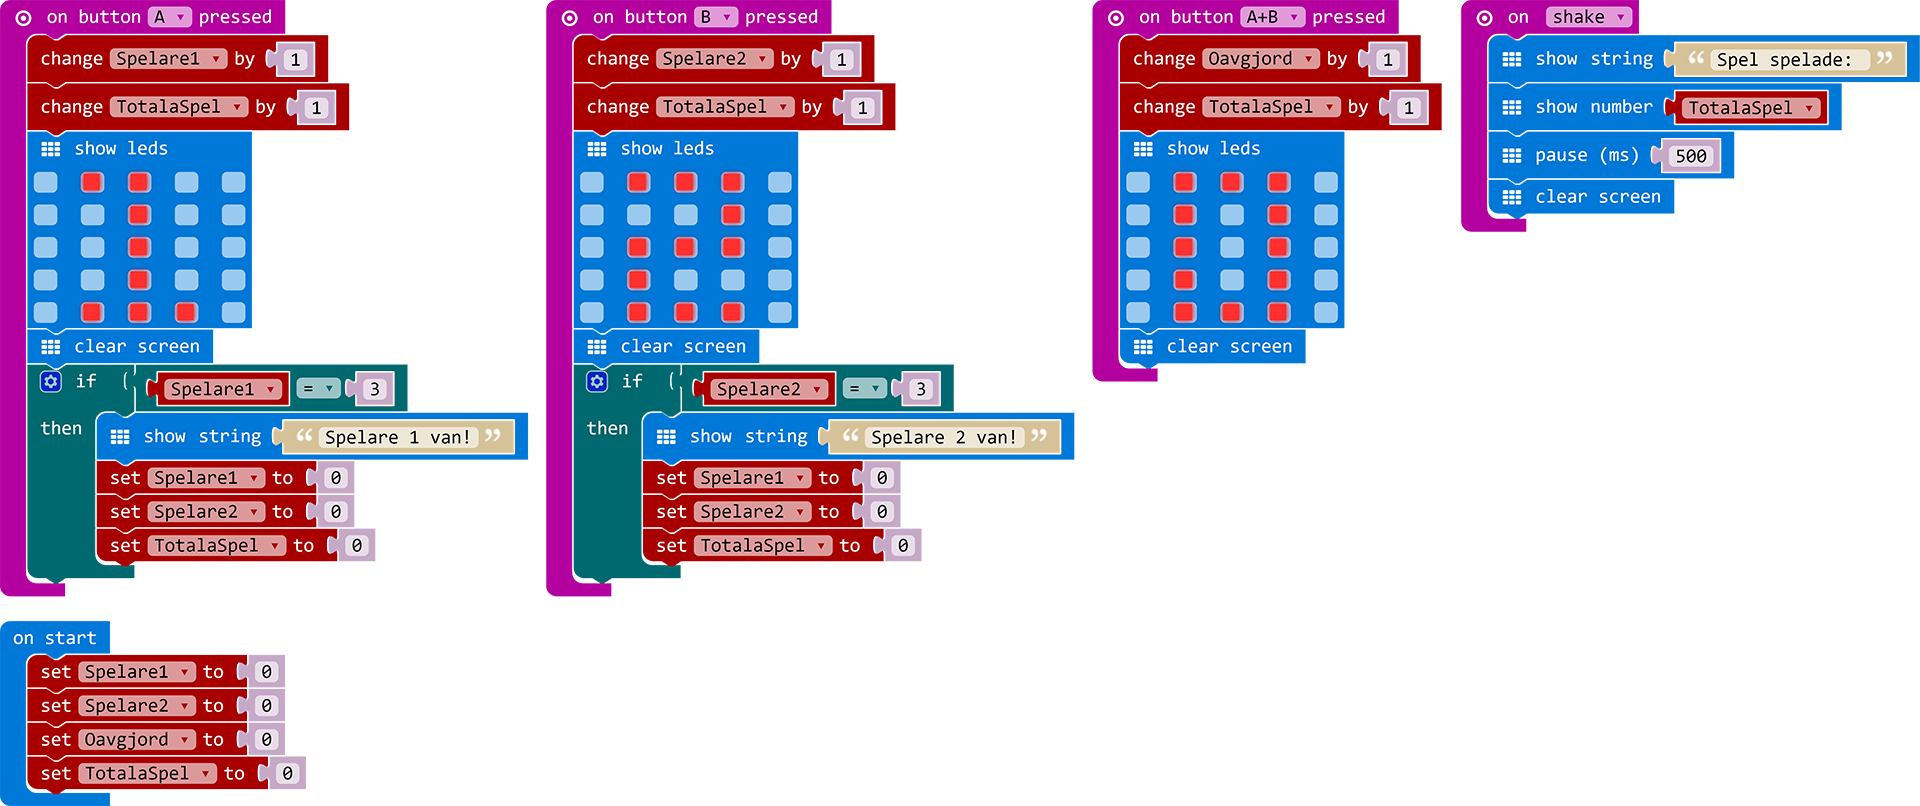 on button A pressed
change Spelare1 by 1
change TotalaSpel by 1
show leds
clear screen
if Spelare1 = 3
then show string “ Spelare 1 van! ”
set Spelare1 to 0
set Spelare2 to 0
set TotalaSpel to 0
on button B pressed
change Spelare2 by 1
change TotalaSpel by 1
show leds
clear screen
if Spelare2 = 3
then show string “ Spelare 2 van! ”
set Spelare1 to 0
set Spelare2 to 0
set TotalaSpel to 0
on button A+B pressed
change Oavgjord by 1
change TotalaSpel by 1
show leds
clear screen
on shake
show string “ Spel spelade: ”
show number TotalaSpel
pause (ms) 500
clear screen
on start
set Spelare1 to 0
set Spelare2 to 0
set Oavgjord to 0
set TotalaSpel to 0